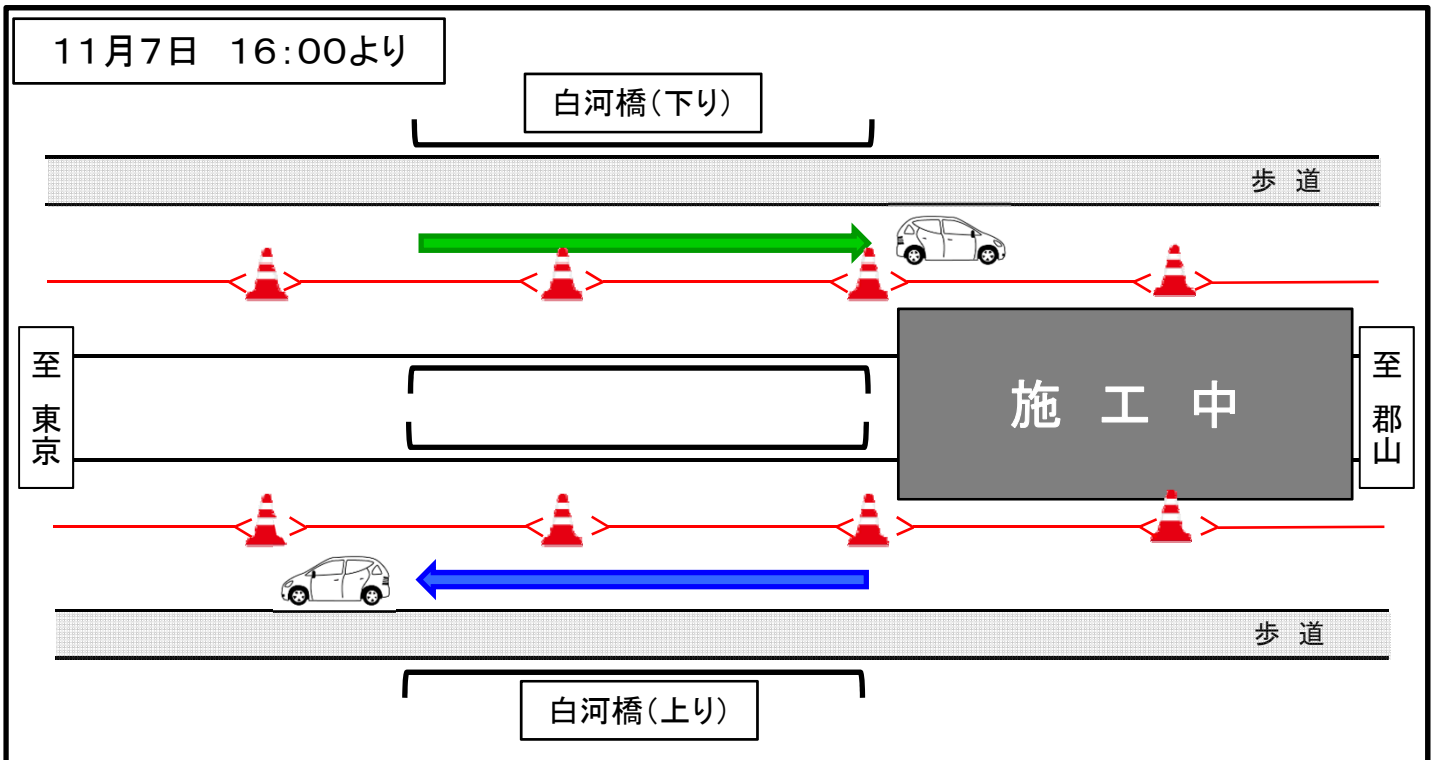 11月7日　16:00より
白河橋(下り)
歩 道
至 東京
施 工 中
至 郡山
歩 道
白河橋(上り)